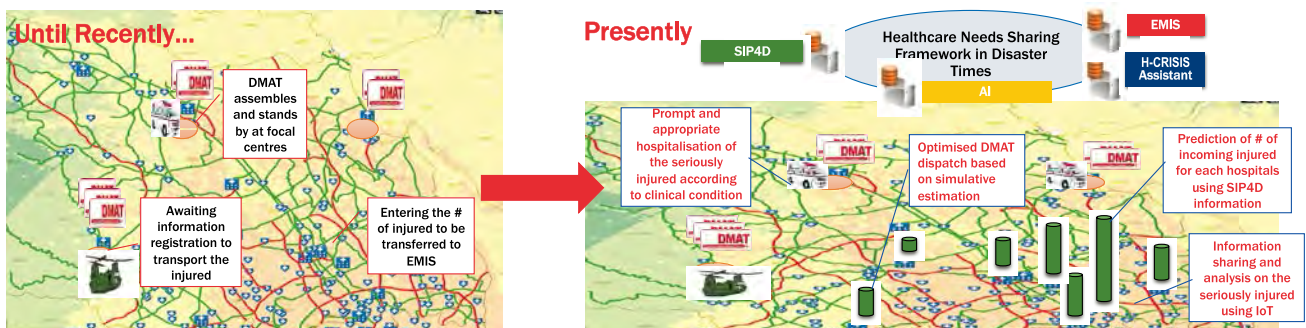 Until Recently...
DMAT
DMAT
DMAT
assembles
and stands
by at focal
centres
DMAT
Awaiting
information
registration to
transport the
injured
Entering the #
of injured to be
transferred to
EMIS
Presently
SIP4D
Healthcare Needs Sharing
Framework in Disaster
Times
AI
EMIS
H-CRISIS
Assistant
Prompt and
appropriate
hospitalisation of
the seriously
injured according
to clinical condition
DMAT
Optimised DMAT
dispatch based
on simulative
estimation
DMAT
Prediction of # of
incoming injured
for each hospitals
using SIP4D
information
DMAT
Information
sharing and
analysis on the
seriously injured
using IoT